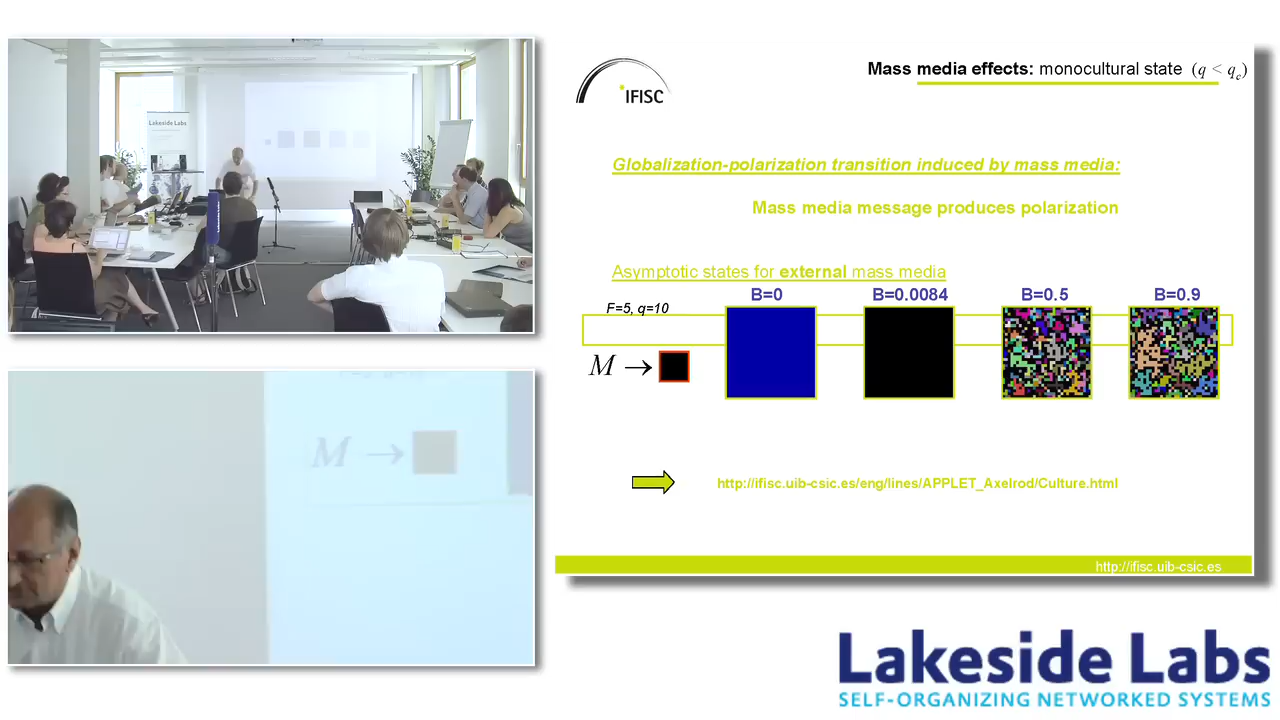 Lakeside Labs
M →
iFISC
Mass media effects: monocultural state (q < qc)
Globalization-polarization transition induced by mass media:
Mass media message produces polarization
Asymptotic states for external mass media
B=0 B=0.0084 B=0.5 B=0.9
F=5, q=10
M →
http://ifisc.uib-csic.es/eng/lines/APPLET_Axelrod/Culture.html
http://ifisc.uib-csic.es
Lakeside Labs
SELF-ORGANIZING NETWORKED SYSTEMS